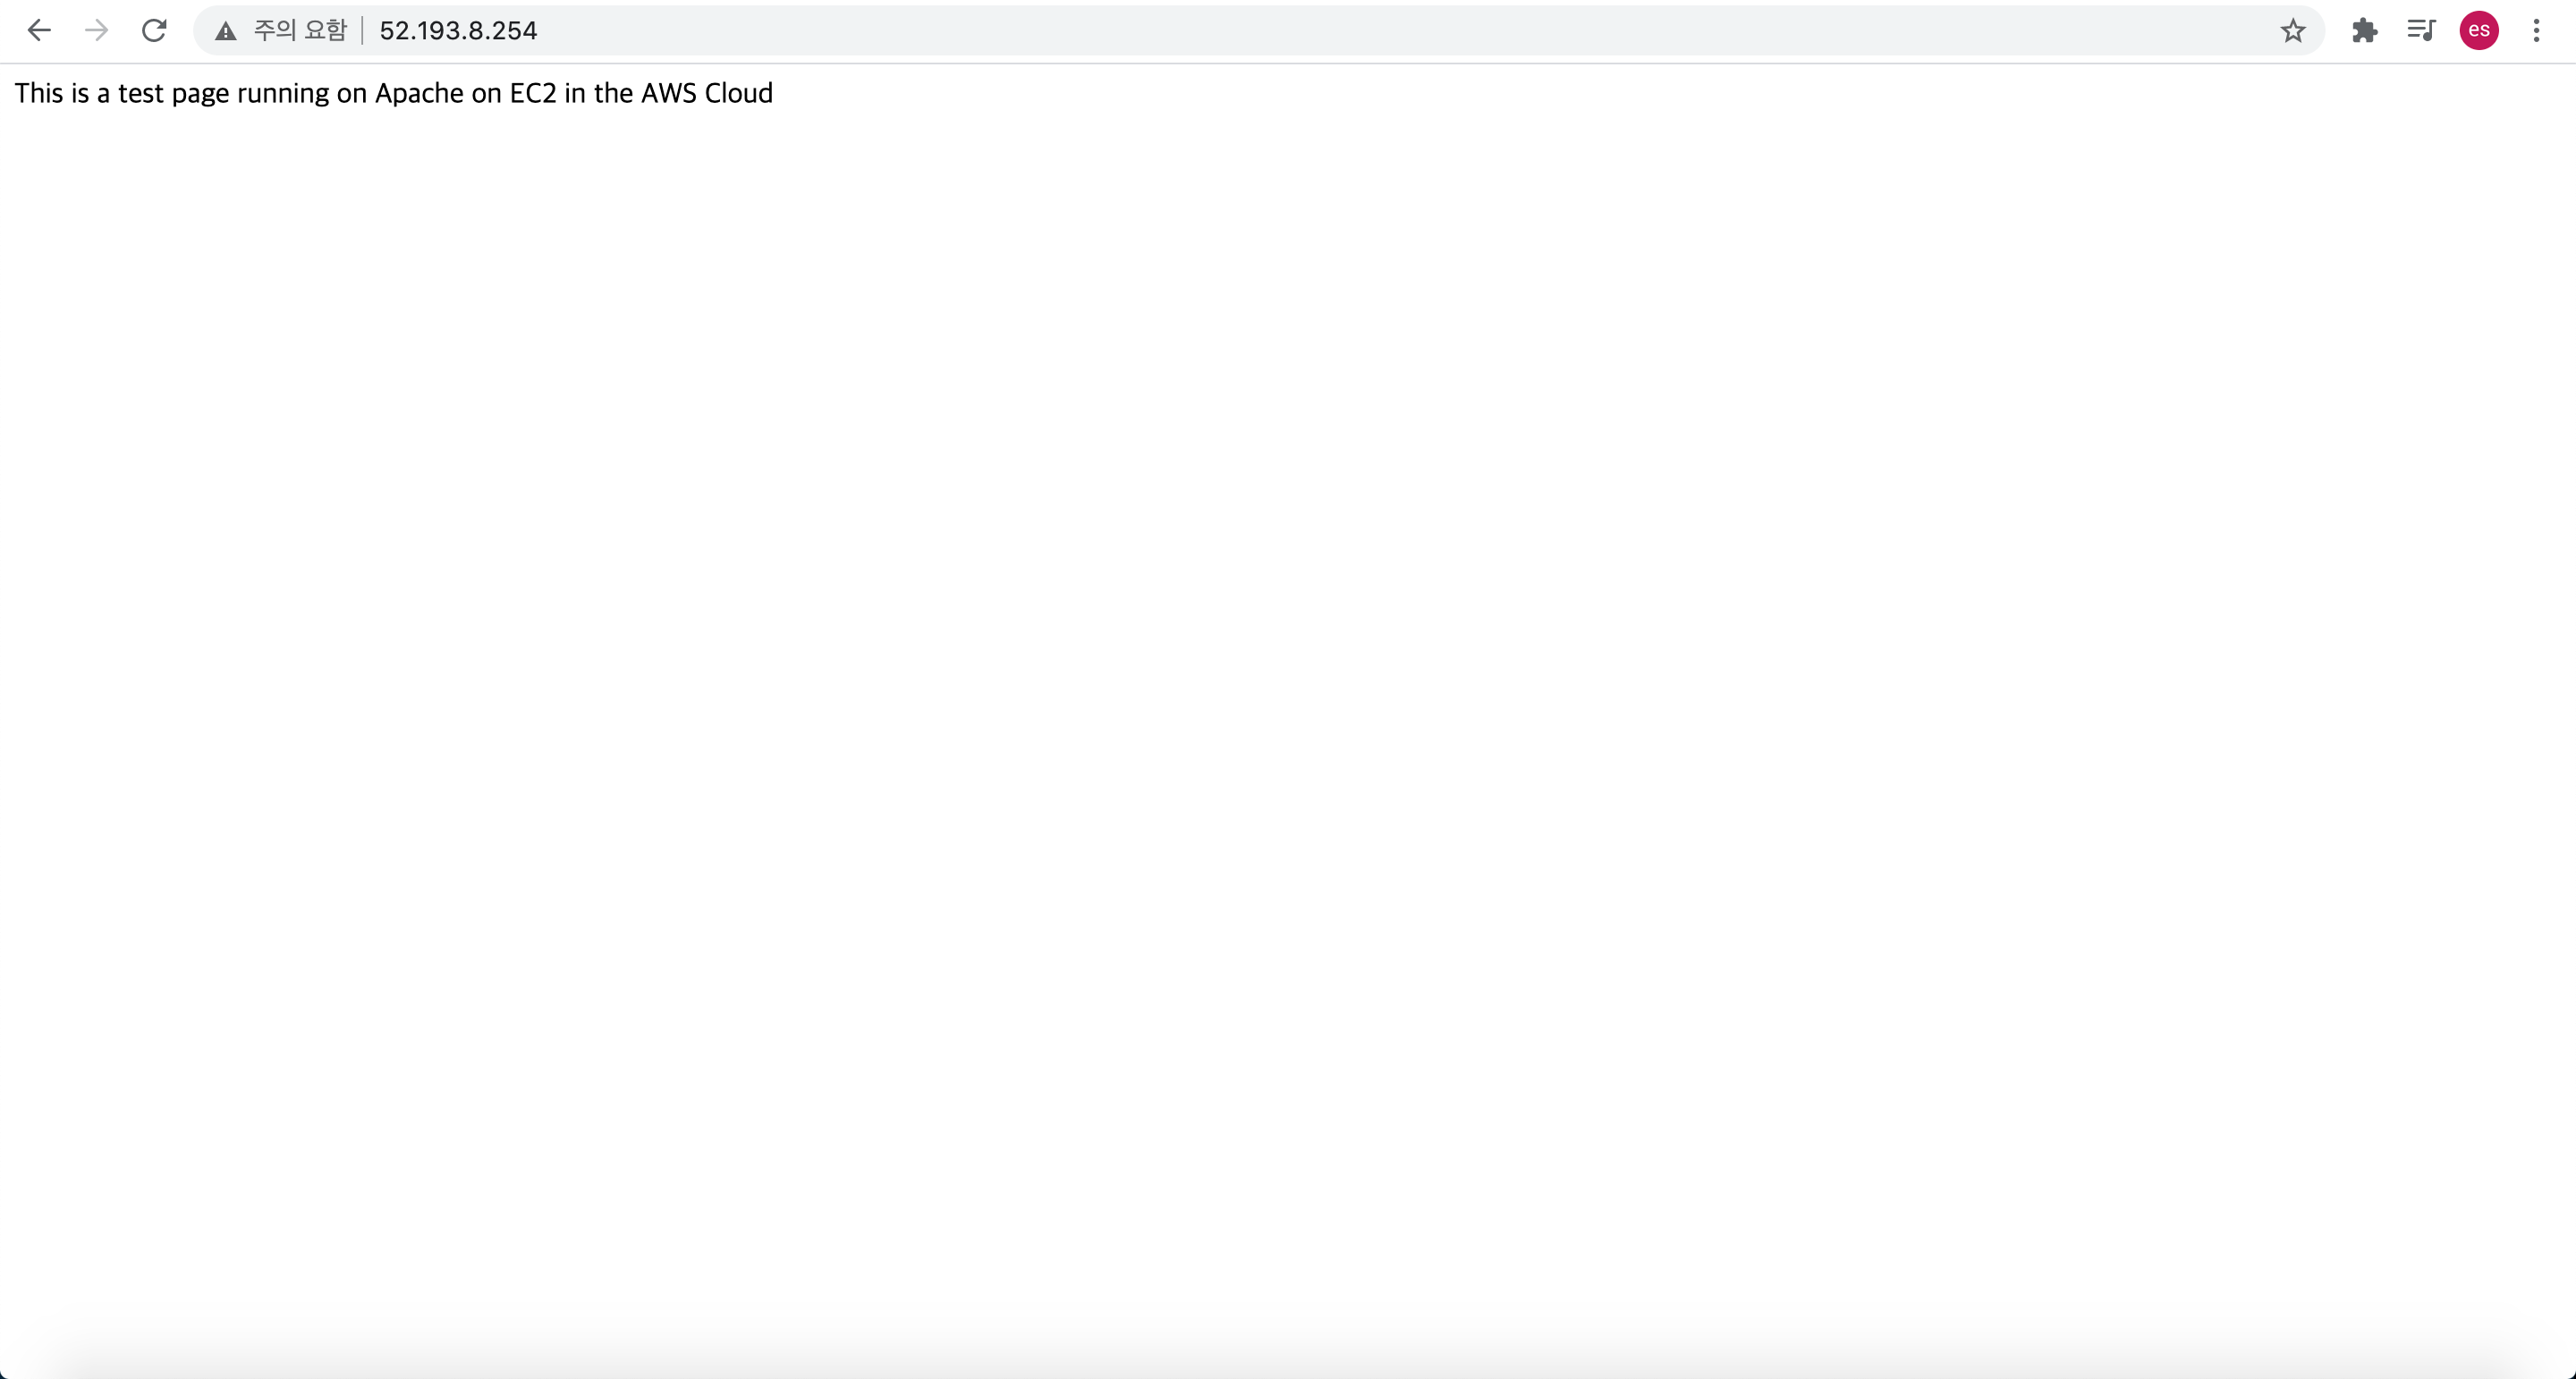 주의 요함 52.193.8.254
es
This is a test page running on Apache on EC2 in the AWS Cloud